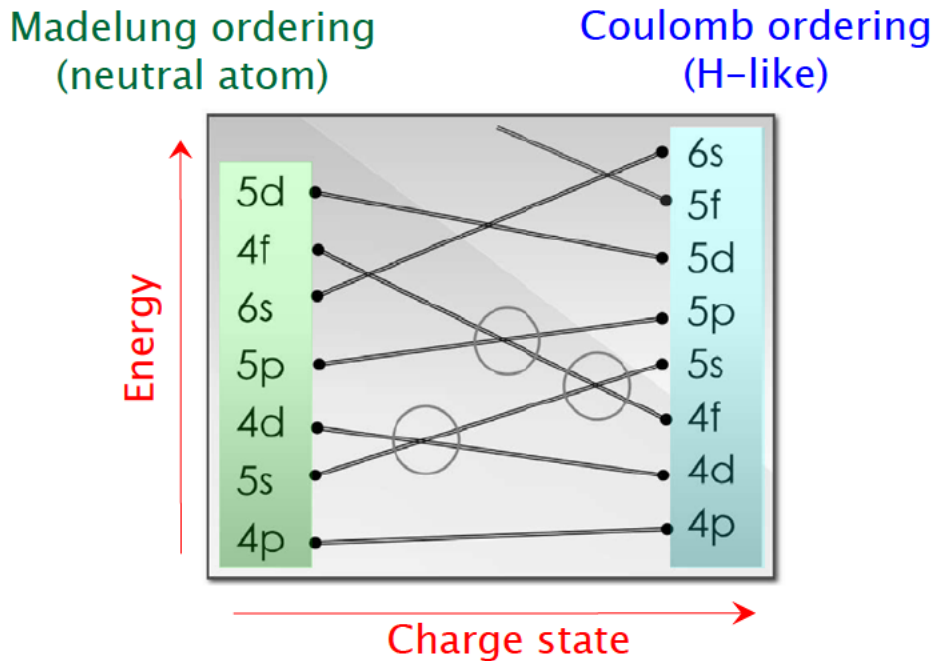 Madelung ordering
(neutral atom)
Coulomb ordering
(H-like)
Energy
5d
4f
6s
5p
4d
5s
4p
6s
5f
5d
5p
5s
4f
4d
4p
Charge state